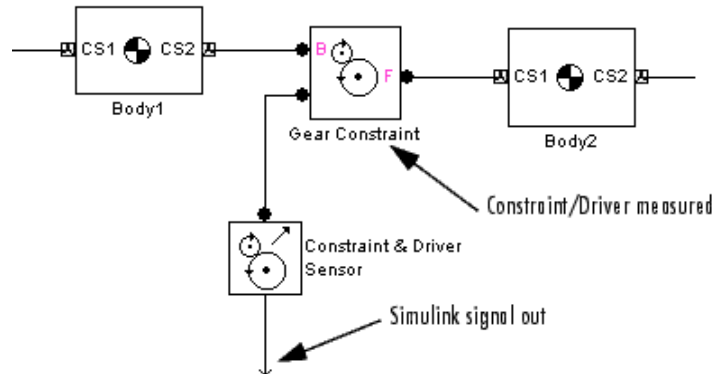 CS1 CS2
Body1
B
F
Gear Constraint
CS1 CS2
Body2
Constraint/Driver measured
Constraint & Driver
Sensor
Simulink signal out